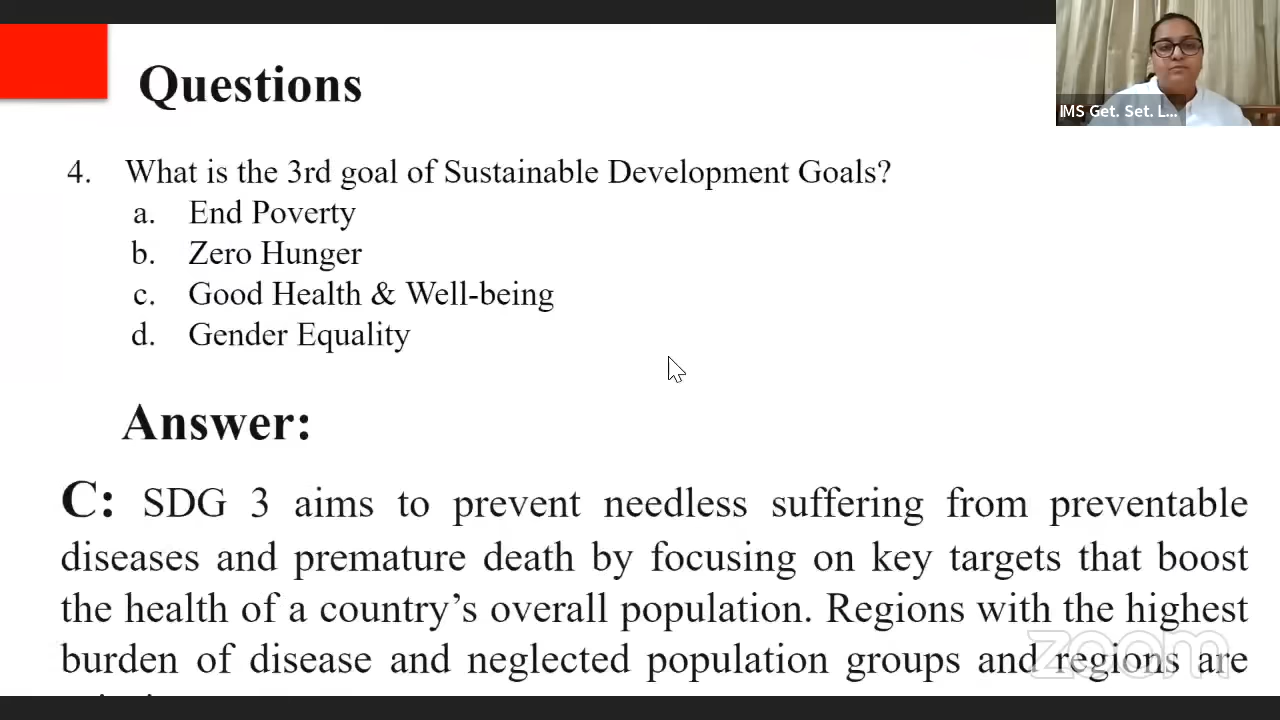 Questions
IMS Get. Set. L...
4. What is the 3rd goal of Sustainable Development Goals?
a. End Poverty
b. Zero Hunger
c. Good Health & Well-being
d. Gender Equality
Answer:
C: SDG 3 aims to prevent needless suffering from preventable
diseases and premature death by focusing on key targets that boost
the health of a country’s overall population. Regions with the highest
burden of disease and neglected population groups and regions are
zoom